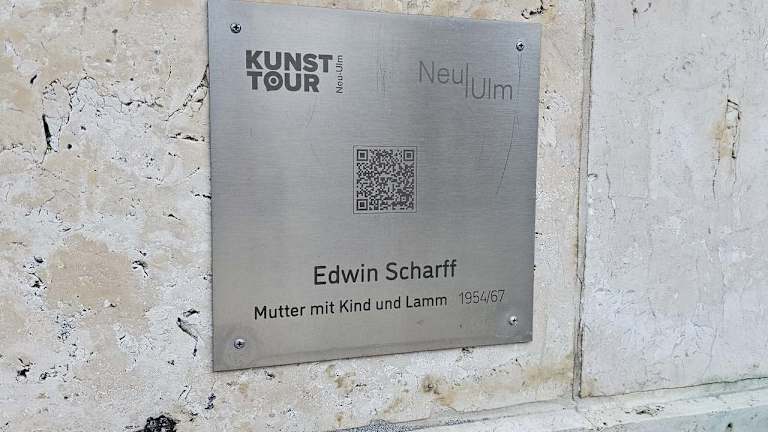 KUNST
TOUR
Neu-Ulm
Neu|Ulm
Edwin Scharff
Mutter mit Kind und Lamm 1954/67